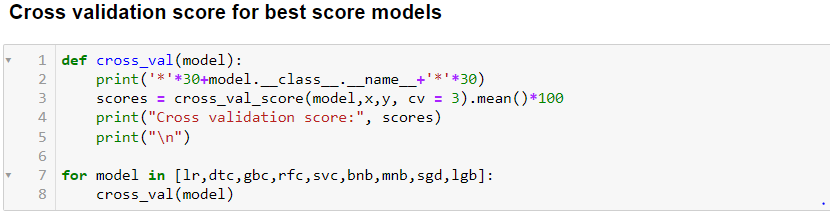 Cross validation score for best score models
1 def cross_val(model):
2     print('*'*30+model.__class__.__name__+'*'*30)
3     scores = cross_val_score(model,x,y, cv = 3).mean()*100
4     print("Cross validation score:", scores)
5     print("\n")
6
7 for model in [lr,dtc,gbc,rfc,svc,bnb,mnb,sgd,lgb]:
8     cross_val(model)